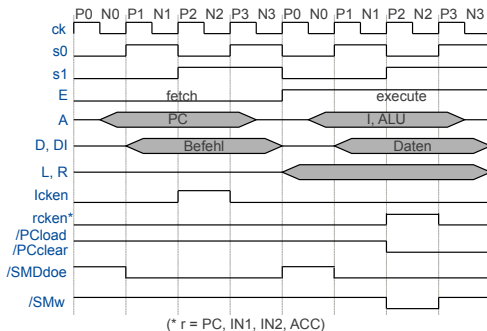 P0 N0 P1 N1 P2 N2 P3 N3 P0 N0 P1 N1 P2 N2 P3 N3
ck
s0
s1
E fetch execute
A PC I, ALU
D, DI Befehl Daten
L, R
Icken
rcken*
/PCload
/PCclear
/SMDdoe
/SMw
(* r = PC, IN1, IN2, ACC)